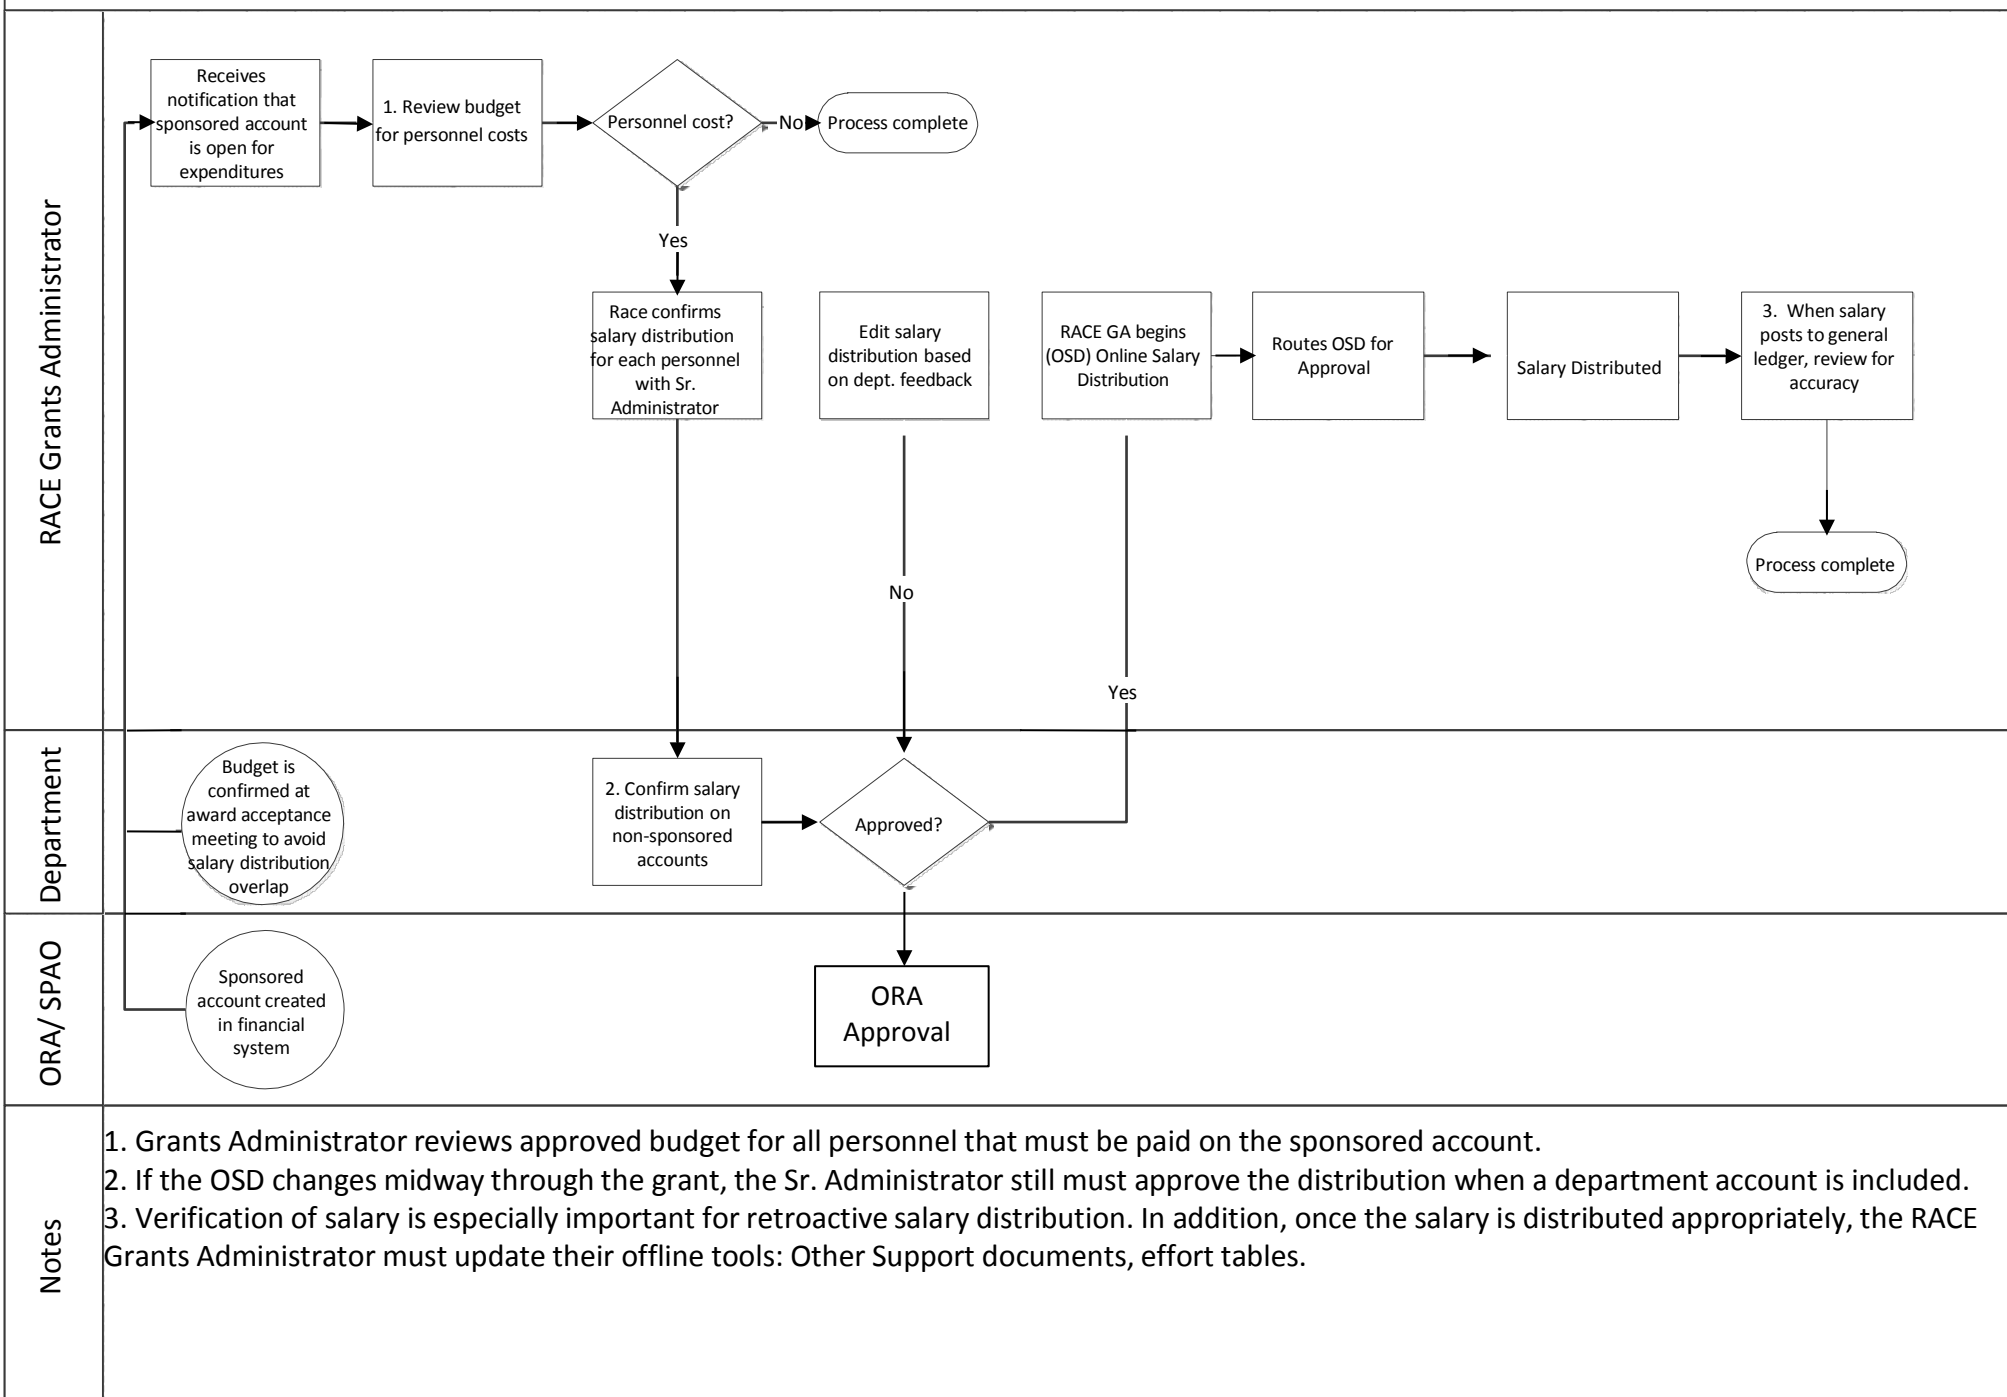 RACE Grants Administrator
Receives
notification that
sponsored account
is open for
expenditures
1. Review budget
for personnel costs
Personnel cost?
No
Process complete
Yes
Race confirms
salary distribution
for each personnel
with Sr.
Administrator
Edit salary
distribution based
on dept. feedback
RACE GA begins
(OSD) Online Salary
Distribution
Routes OSD for
Approval
Salary Distributed
3. When salary
posts to general
ledger, review for
accuracy
No
Process complete
Yes
Department
Budget is
confirmed at
award acceptance
meeting to avoid
salary distribution
overlap
2. Confirm salary
distribution on
non-sponsored
accounts
Approved?
ORA/ SPAO
Sponsored
account created
in financial
system
ORA
Approval
Notes
1. Grants Administrator reviews approved budget for all personnel that must be paid on the sponsored account.
2. If the OSD changes midway through the grant, the Sr. Administrator still must approve the distribution when a department account is included.
3. Verification of salary is especially important for retroactive salary distribution. In addition, once the salary is distributed appropriately, the RACE
Grants Administrator must update their offline tools: Other Support documents, effort tables.